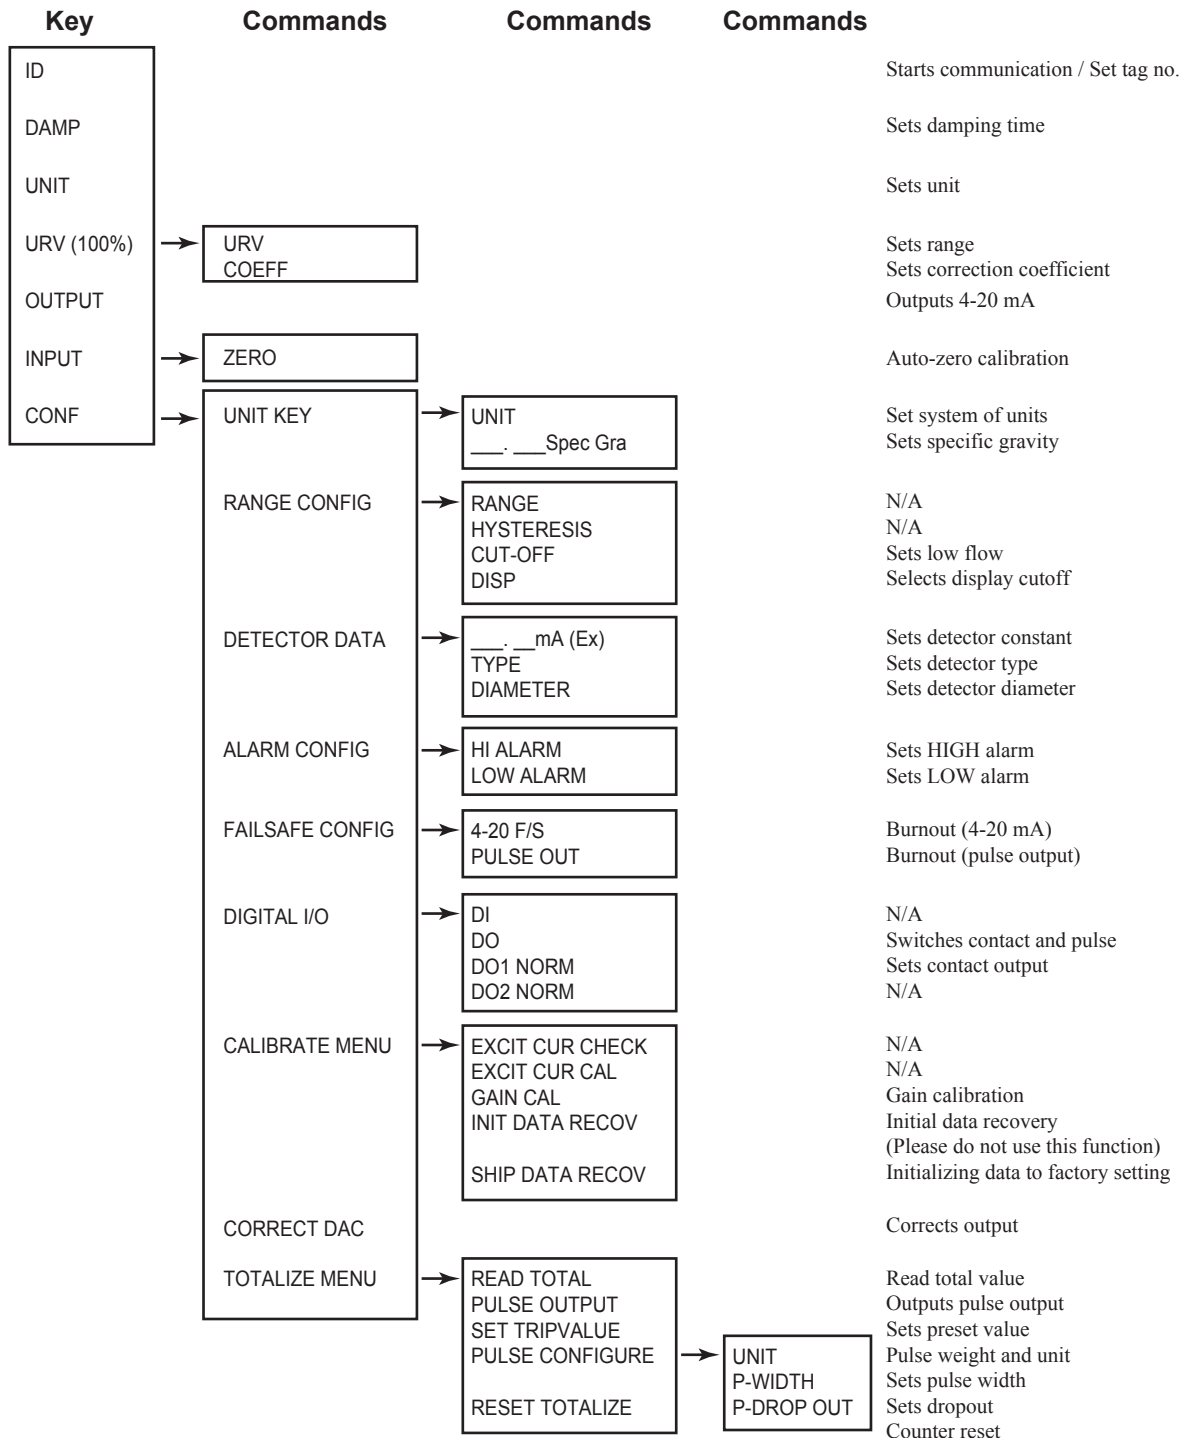 Key Commands Commands Commands
ID Starts communication / Set tag no.
DAMP Sets damping time
UNIT Sets unit
URV (100%) URV Sets range
COEFF Sets correction coefficient
OUTPUT Outputs 4-20 mA
INPUT ZERO Auto-zero calibration
CONF UNIT KEY UNIT Set system of units
___. ___Spec Gra Sets specific gravity
RANGE CONFIG RANGE N/A
HYSTERESIS N/A
CUT-OFF Sets low flow
DISP Selects display cutoff
DETECTOR DATA ___. __mA (Ex) Sets detector constant
TYPE Sets detector type
DIAMETER Sets detector diameter
ALARM CONFIG HI ALARM Sets HIGH alarm
LOW ALARM Sets LOW alarm
FAILSAFE CONFIG 4-20 F/S Burnout (4-20 mA)
PULSE OUT Burnout (pulse output)
DIGITAL I/O DI N/A
DO Switches contact and pulse
DO1 NORM Sets contact output
DO2 NORM N/A
CALIBRATE MENU EXCIT CUR CHECK N/A
EXCIT CUR CAL N/A
GAIN CAL Gain calibration
INIT DATA RECOV Initial data recovery
(Please do not use this function)
SHIP DATA RECOV Initializing data to factory setting
CORRECT DAC Corrects output
TOTALIZE MENU READ TOTAL Read total value
PULSE OUTPUT Outputs pulse output
SET TRIPVALUE Sets preset value
PULSE CONFIGURE UNIT Pulse weight and unit
P-WIDTH Sets pulse width
RESET TOTALIZE P-DROP OUT Sets dropout
Counter reset